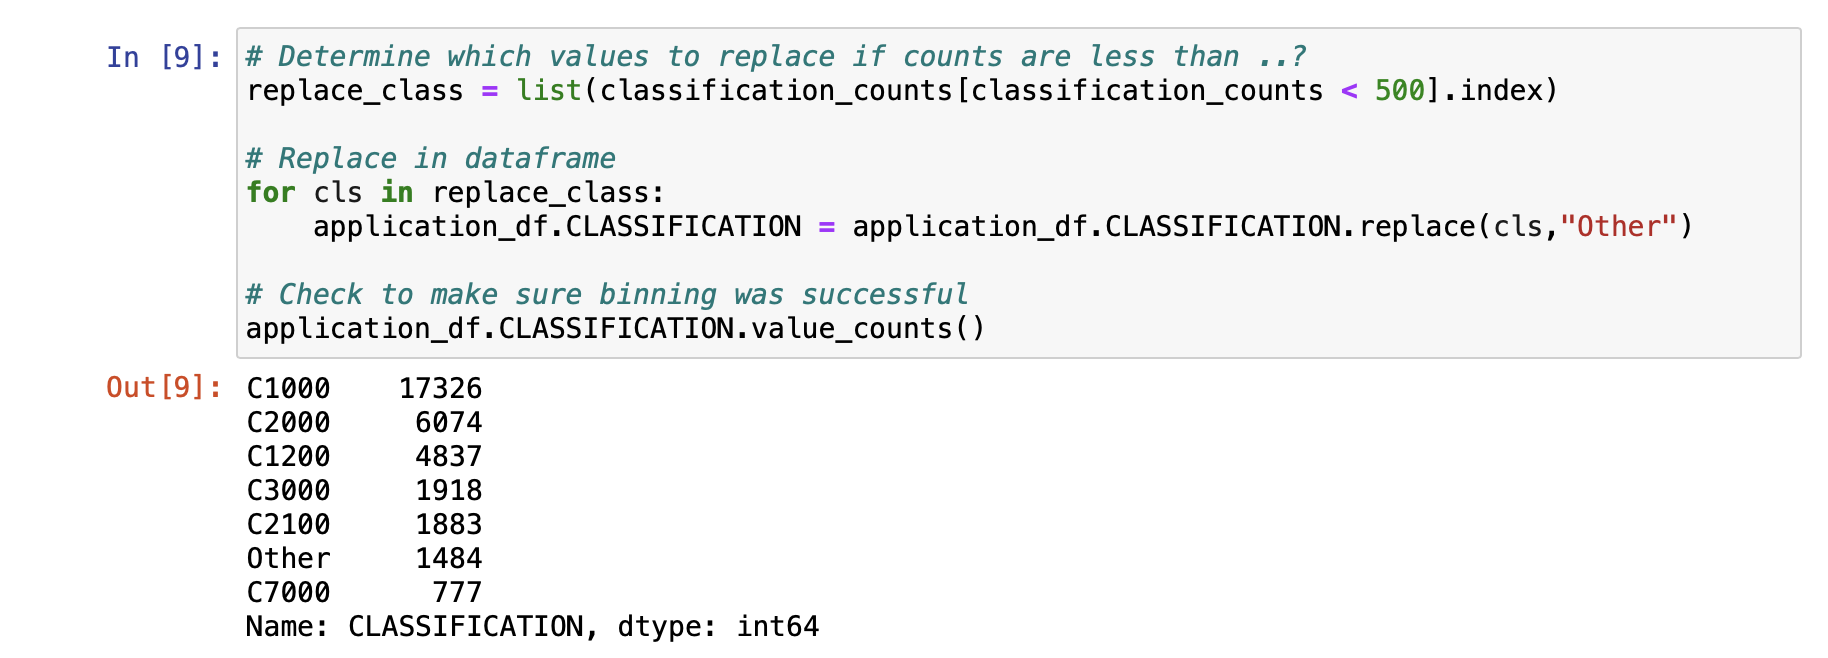 In [9]: # Determine which values to replace if counts are less than ..?
replace_class = list(classification_counts[classification_counts < 500].index)
# Replace in dataframe
for cls in replace_class:
    application_df.CLASSIFICATION = application_df.CLASSIFICATION.replace(cls,"Other")
# Check to make sure binning was successful
application_df.CLASSIFICATION.value_counts()
Out[9]: C1000    17326
C2000     6074
C1200     4837
C3000     1918
C2100     1883
Other     1484
C7000      777
Name: CLASSIFICATION, dtype: int64